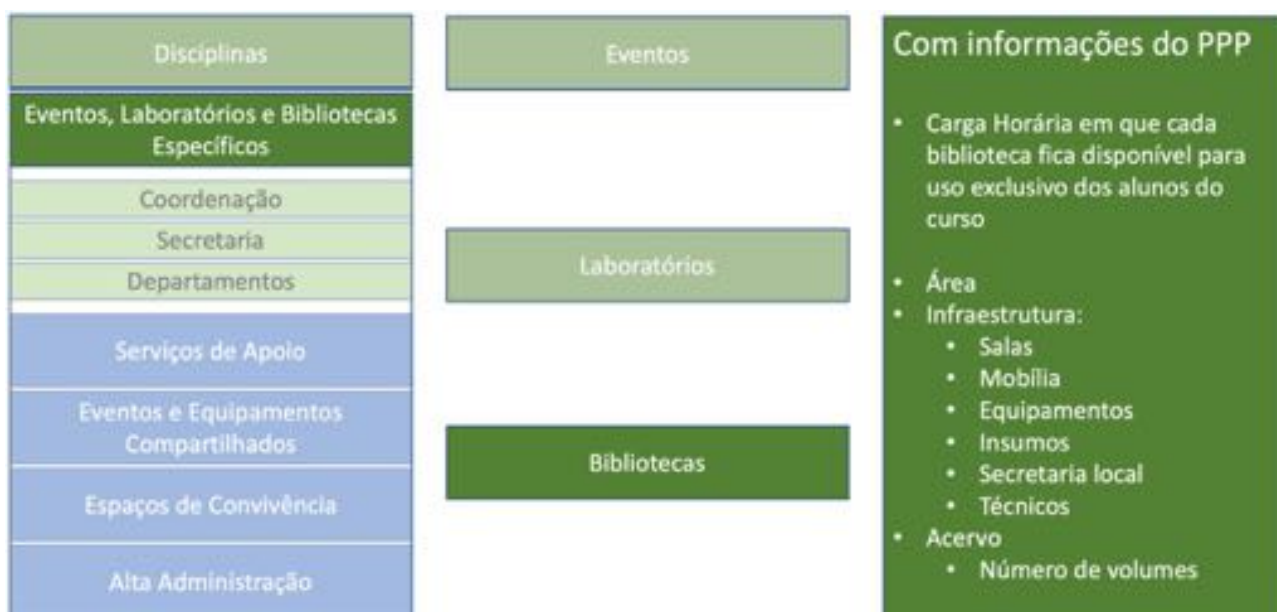 Disciplinas
Eventos, Laboratórios e Bibliotecas
Específicos
Coordenação
Secretaria
Departamentos
Serviços de Apoio
Eventos e Equipamentos
Compartilhados
Espaços de Convivência
Alta Administração
Eventos
Laboratórios
Bibliotecas
Com informações do PPP
• Carga Horária em que cada
biblioteca fica disponível para
uso exclusivo dos alunos do
curso
• Área
• Infraestrutura:
• Salas
• Mobília
• Equipamentos
• Insumos
• Secretaria local
• Técnicos
• Acervo
• Número de volumes